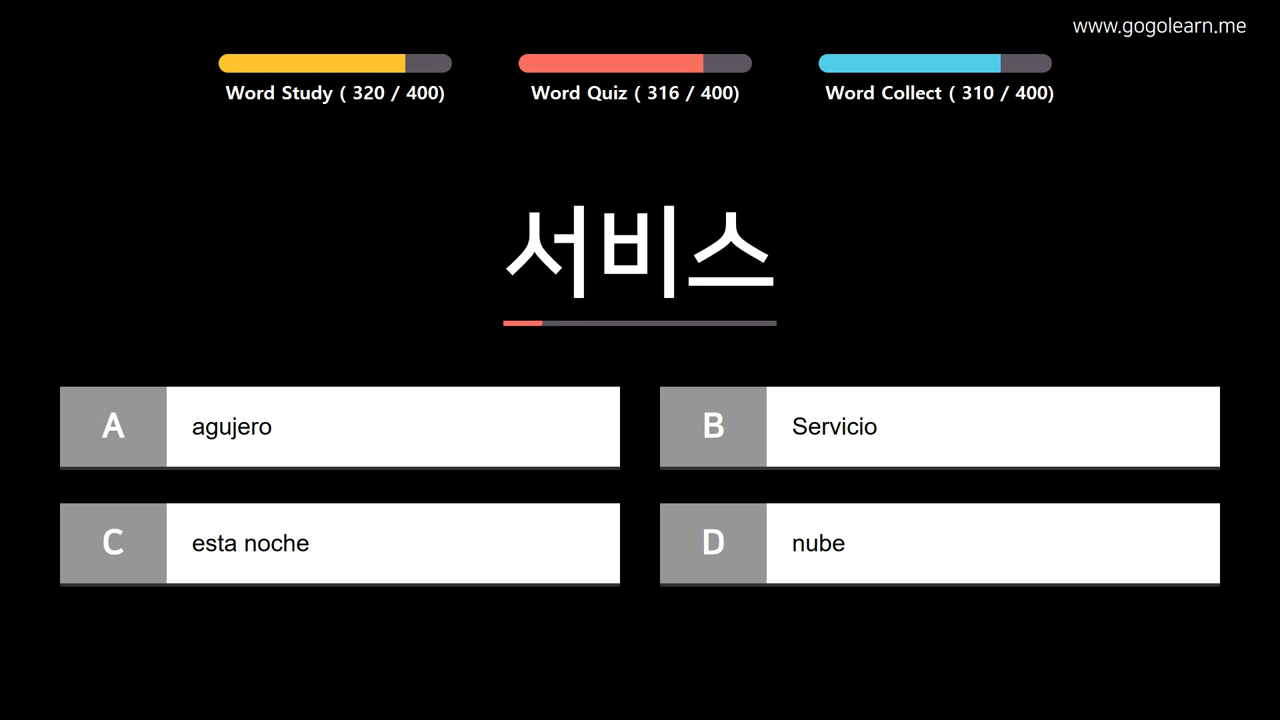 www.gogolearn.me
Word Study ( 320 / 400)
Word Quiz ( 316 / 400)
Word Collect ( 310 / 400)
서비스
A
agujero
B
Servicio
C
esta noche
D
nube